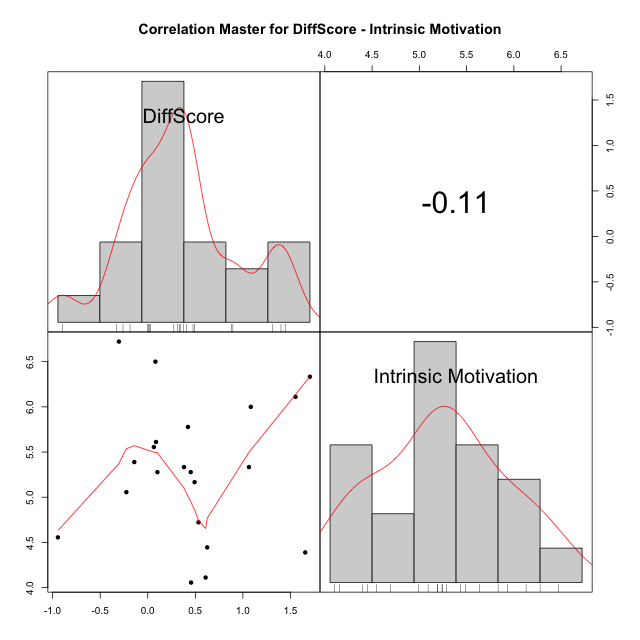 Correlation Master for DiffScore - Intrinsic Motivation
4.0 4.5 5.0 5.5 6.0 6.5
DiffScore
-0.11
1.5
1.0
0.5
0.0
-0.5
-1.0
6.5
6.0
5.5
5.0
4.5
4.0
Intrinsic Motivation
-1.0 -0.5 0.0 0.5 1.0 1.5